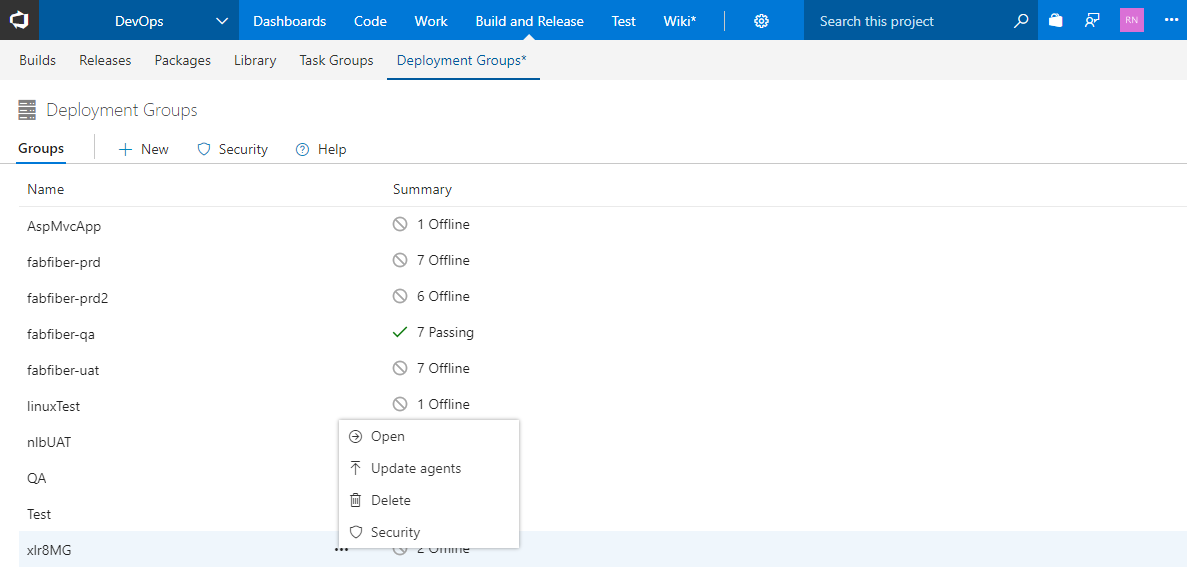 DevOps Dashboards Code Work Build and Release Test Wiki* Search this project RN
Builds Releases Packages Library Task Groups Deployment Groups*
Deployment Groups
Groups New Security Help
Name Summary
AspMvcApp 1 Offline
fabfiber-prd 7 Offline
fabfiber-prd2 6 Offline
fabfiber-qa 7 Passing
fabfiber-uat 7 Offline
linuxTest 1 Offline
Open
nlbUAT
Update agents
QA
Delete
Test
Security
xlr8MG ... 2 Offline